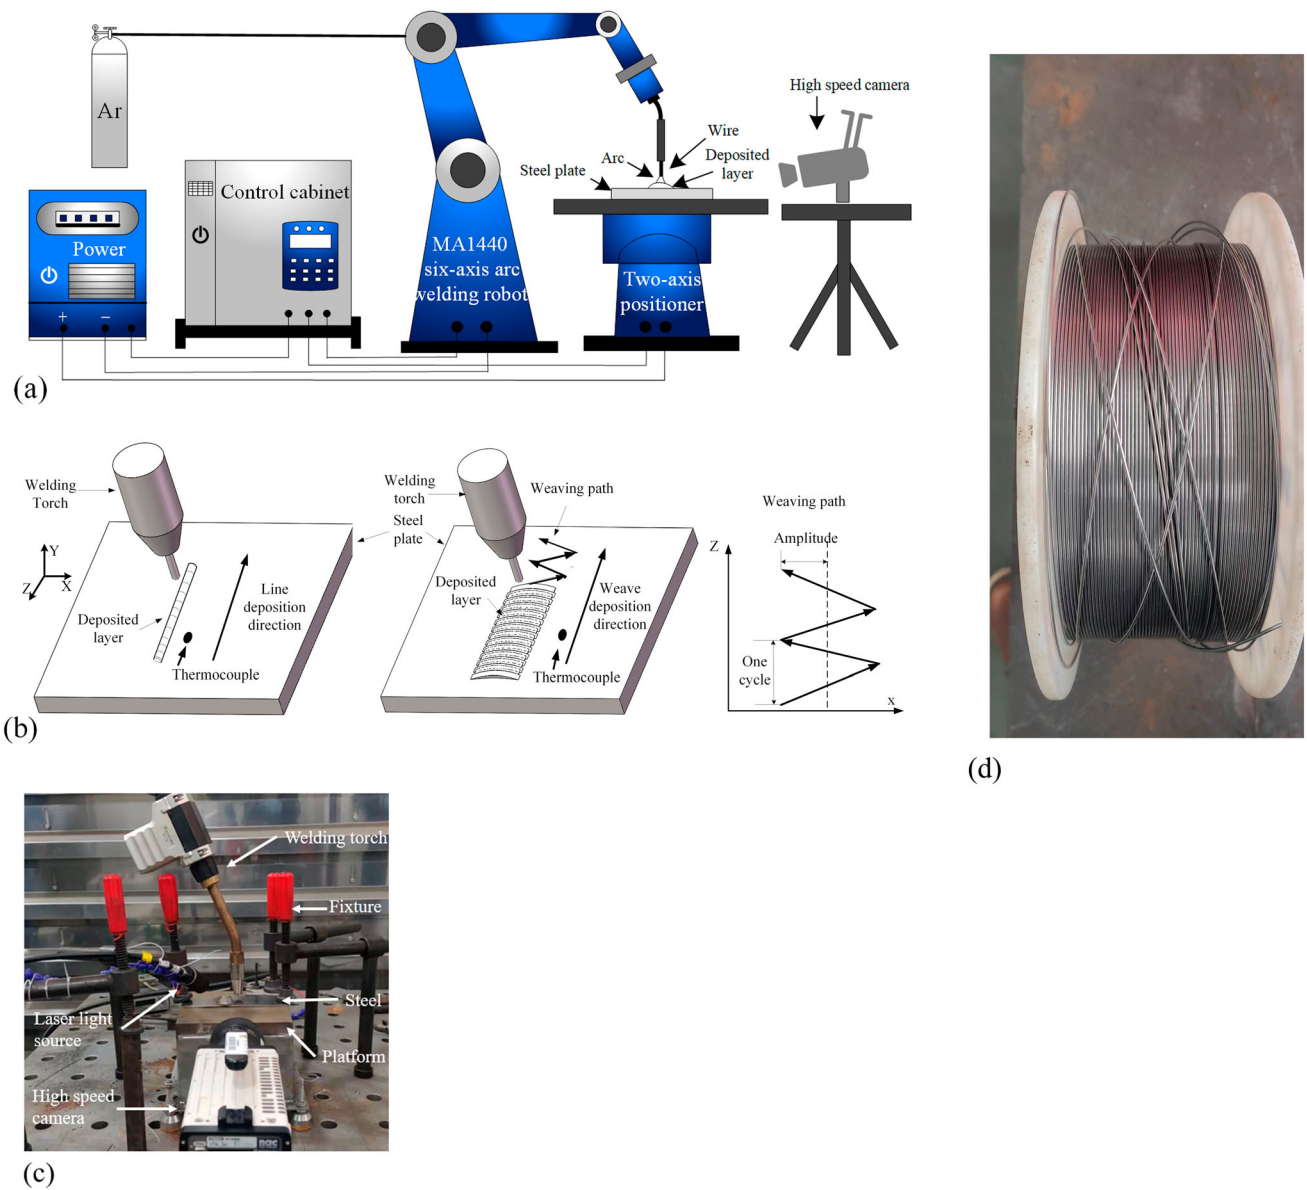 Ar
High speed camera
Wire
Arc
Deposited
layer
Steel plate
Control cabinet
Power
+
−
MA1440
six-axis arc
welding robot
Two-axis
positioner
(a)
Welding
Torch
Y
Z
X
Deposited
layer
Line
deposition
direction
Thermocouple
Steel
plate
Welding
torch
Weaving path
Deposited
layer
Weave
deposition
direction
Thermocouple
Weaving path
Z
Amplitude
One
cycle
x
(b)
(d)
Welding torch
Fixture
Steel
Laser light
source
Platform
High speed
camera
nac
(c)